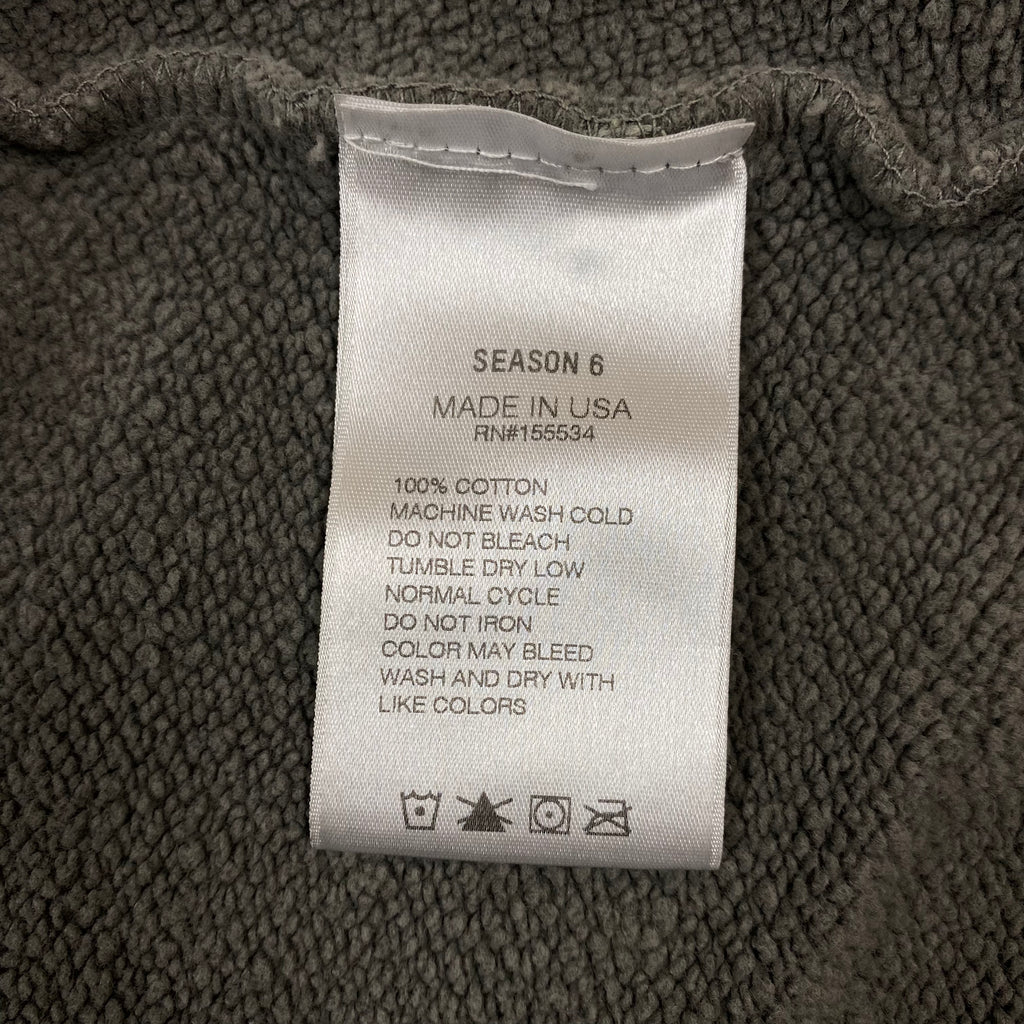 SEASON 6
MADE IN USA
RN#155534
100% COTTON
MACHINE WASH COLD
DO NOT BLEACH
TUMBLE DRY LOW
NORMAL CYCLE
DO NOT IRON
COLOR MAY BLEED
WASH AND DRY WITH
LIKE COLORS